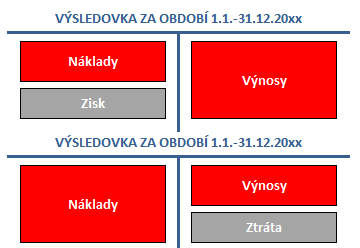 VÝSLEDOVKA ZA OBDOBÍ 1.1.-31.12.20xx
Náklady
Zisk
Výnosy
VÝSLEDOVKA ZA OBDOBÍ 1.1.-31.12.20xx
Náklady
Výnosy
Ztráta